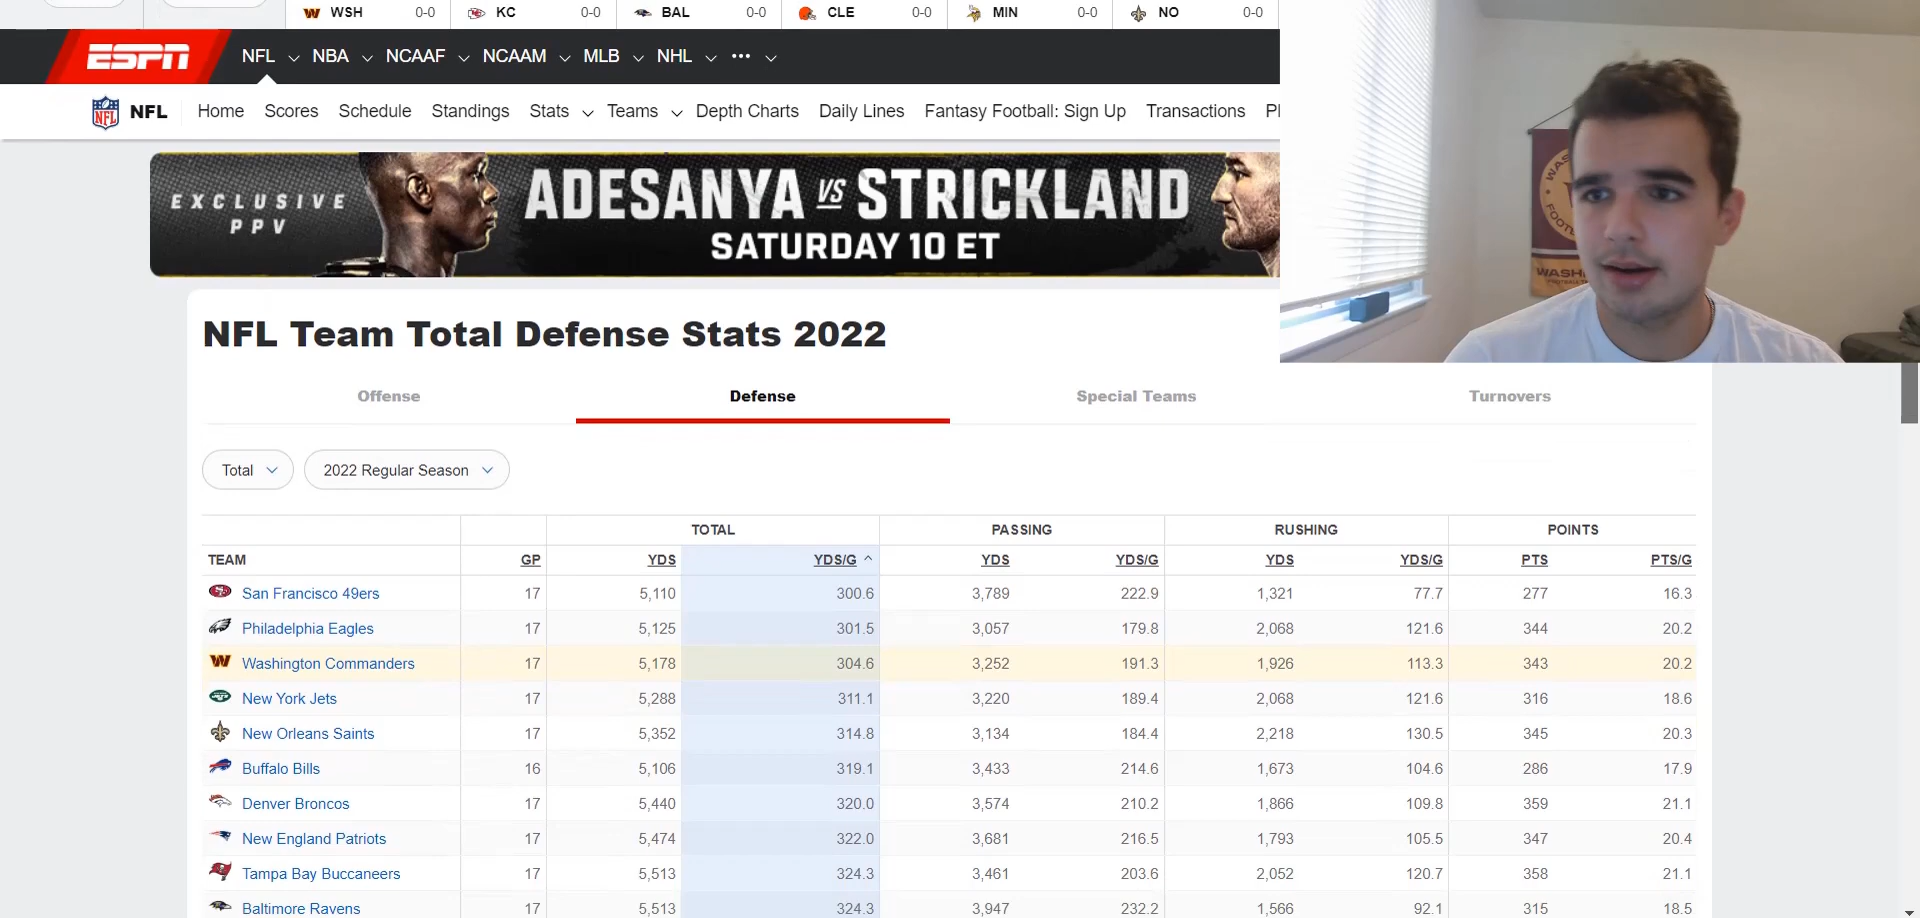 WSH 0-0 KC 0-0 BAL 0-0 CLE 0-0 MIN 0-0 NO 0-0
ESPN NFL NBA NCAAF NCAAM MLB NHL •••
NFL NFL Home Scores Schedule Standings Stats Teams Depth Charts Daily Lines Fantasy Football: Sign Up Transactions
EXCLUSIVE
PPV
ADESANYA VS STRICKLAND
SATURDAY 10 ET
WASH
NFL Team Total Defense Stats 2022
Offense Defense Special Teams Turnovers
Total 2022 Regular Season
TOTAL PASSING RUSHING POINTS
TEAM GP YDS YDS/G YDS YDS/G YDS YDS/G PTS PTS/G
San Francisco 49ers 17 5,110 300.6 3,789 222.9 1,321 77.7 277 16.3
Philadelphia Eagles 17 5,125 301.5 3,057 179.8 2,068 121.6 344 20.2
W Washington Commanders 17 5,178 304.6 3,252 191.3 1,926 113.3 343 20.2
New York Jets 17 5,288 311.1 3,220 189.4 2,068 121.6 316 18.6
New Orleans Saints 17 5,352 314.8 3,134 184.4 2,218 130.5 345 20.3
Buffalo Bills 16 5,106 319.1 3,433 214.6 1,673 104.6 286 17.9
Denver Broncos 17 5,440 320.0 3,574 210.2 1,866 109.8 359 21.1
New England Patriots 17 5,474 322.0 3,681 216.5 1,793 105.5 347 20.4
Tampa Bay Buccaneers 17 5,513 324.3 3,461 203.6 2,052 120.7 358 21.1
Baltimore Ravens 17 5,513 324.3 3,947 232.2 1,566 92.1 315 18.5